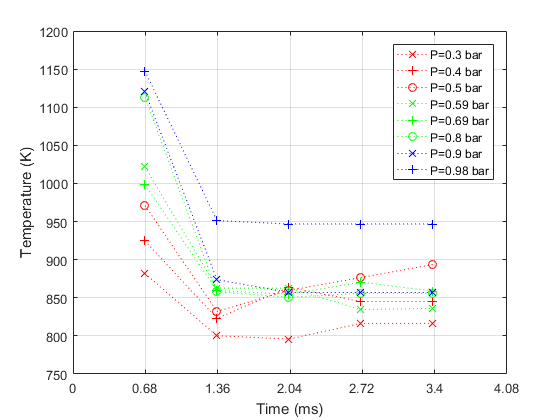 1200
1150
1100
1050
1000
950
900
850
800
750
Temperature (K)
P=0.3 bar
P=0.4 bar
P=0.5 bar
P=0.59 bar
P=0.69 bar
P=0.8 bar
P=0.9 bar
P=0.98 bar
0 0.68 1.36 2.04 2.72 3.4 4.08
Time (ms)